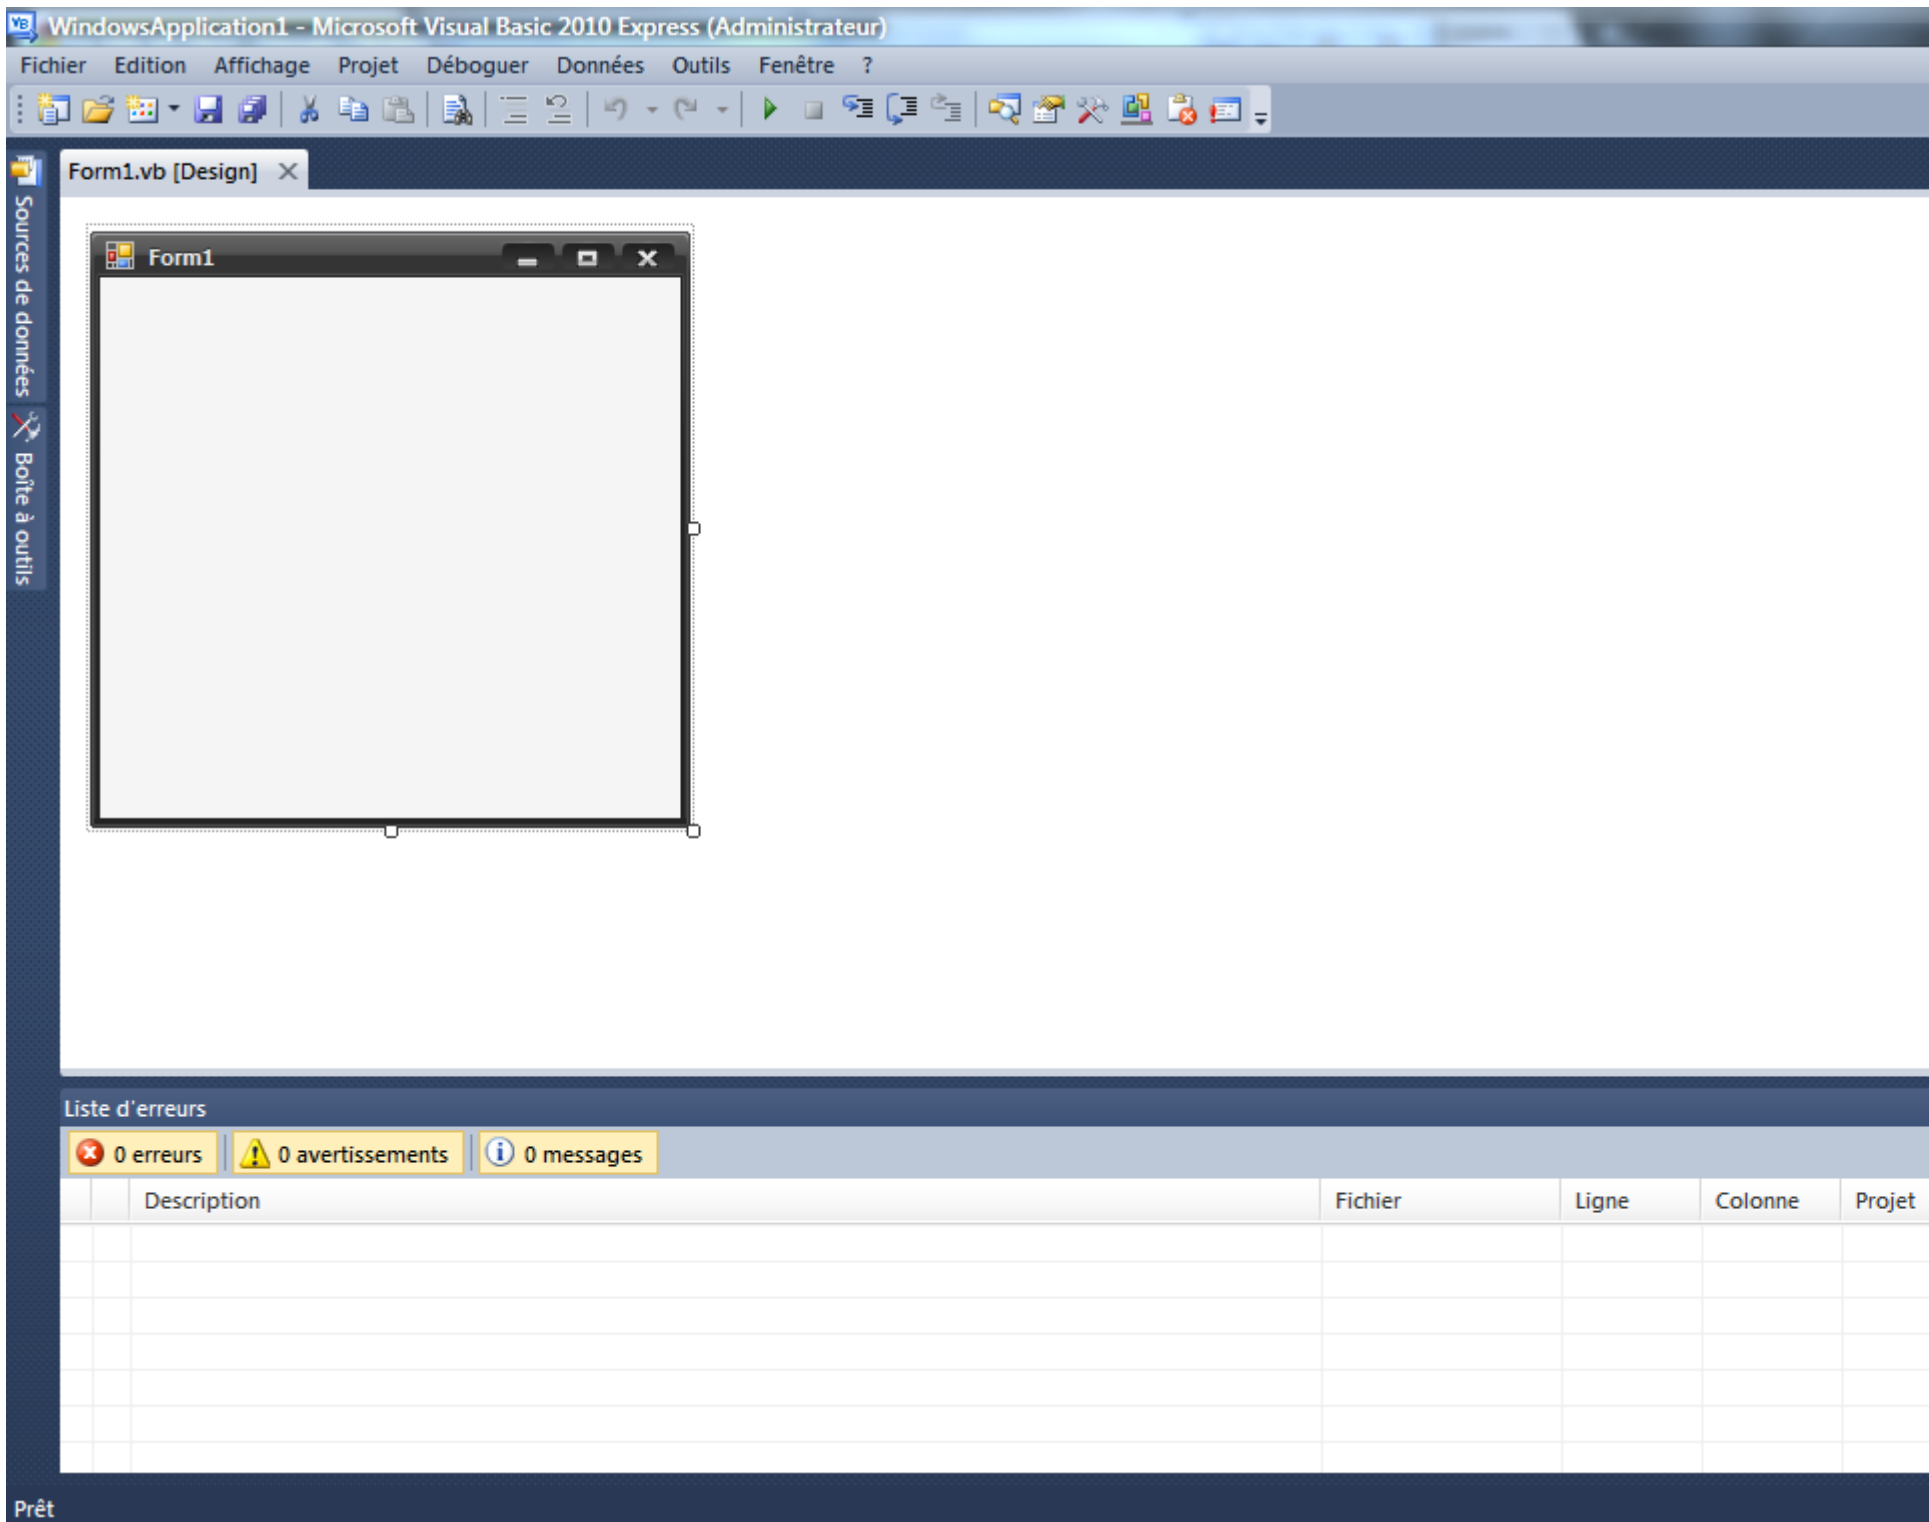 WindowsApplication1 - Microsoft Visual Basic 2010 Express (Administrateur)
Fichier Edition Affichage Projet Déboguer Données Outils Fenêtre ?
Form1.vb [Design]
Sources de données
Boîte à outils
Form1
Liste d'erreurs
0 erreurs 0 avertissements 0 messages
Description Fichier Ligne Colonne Projet
Prêt